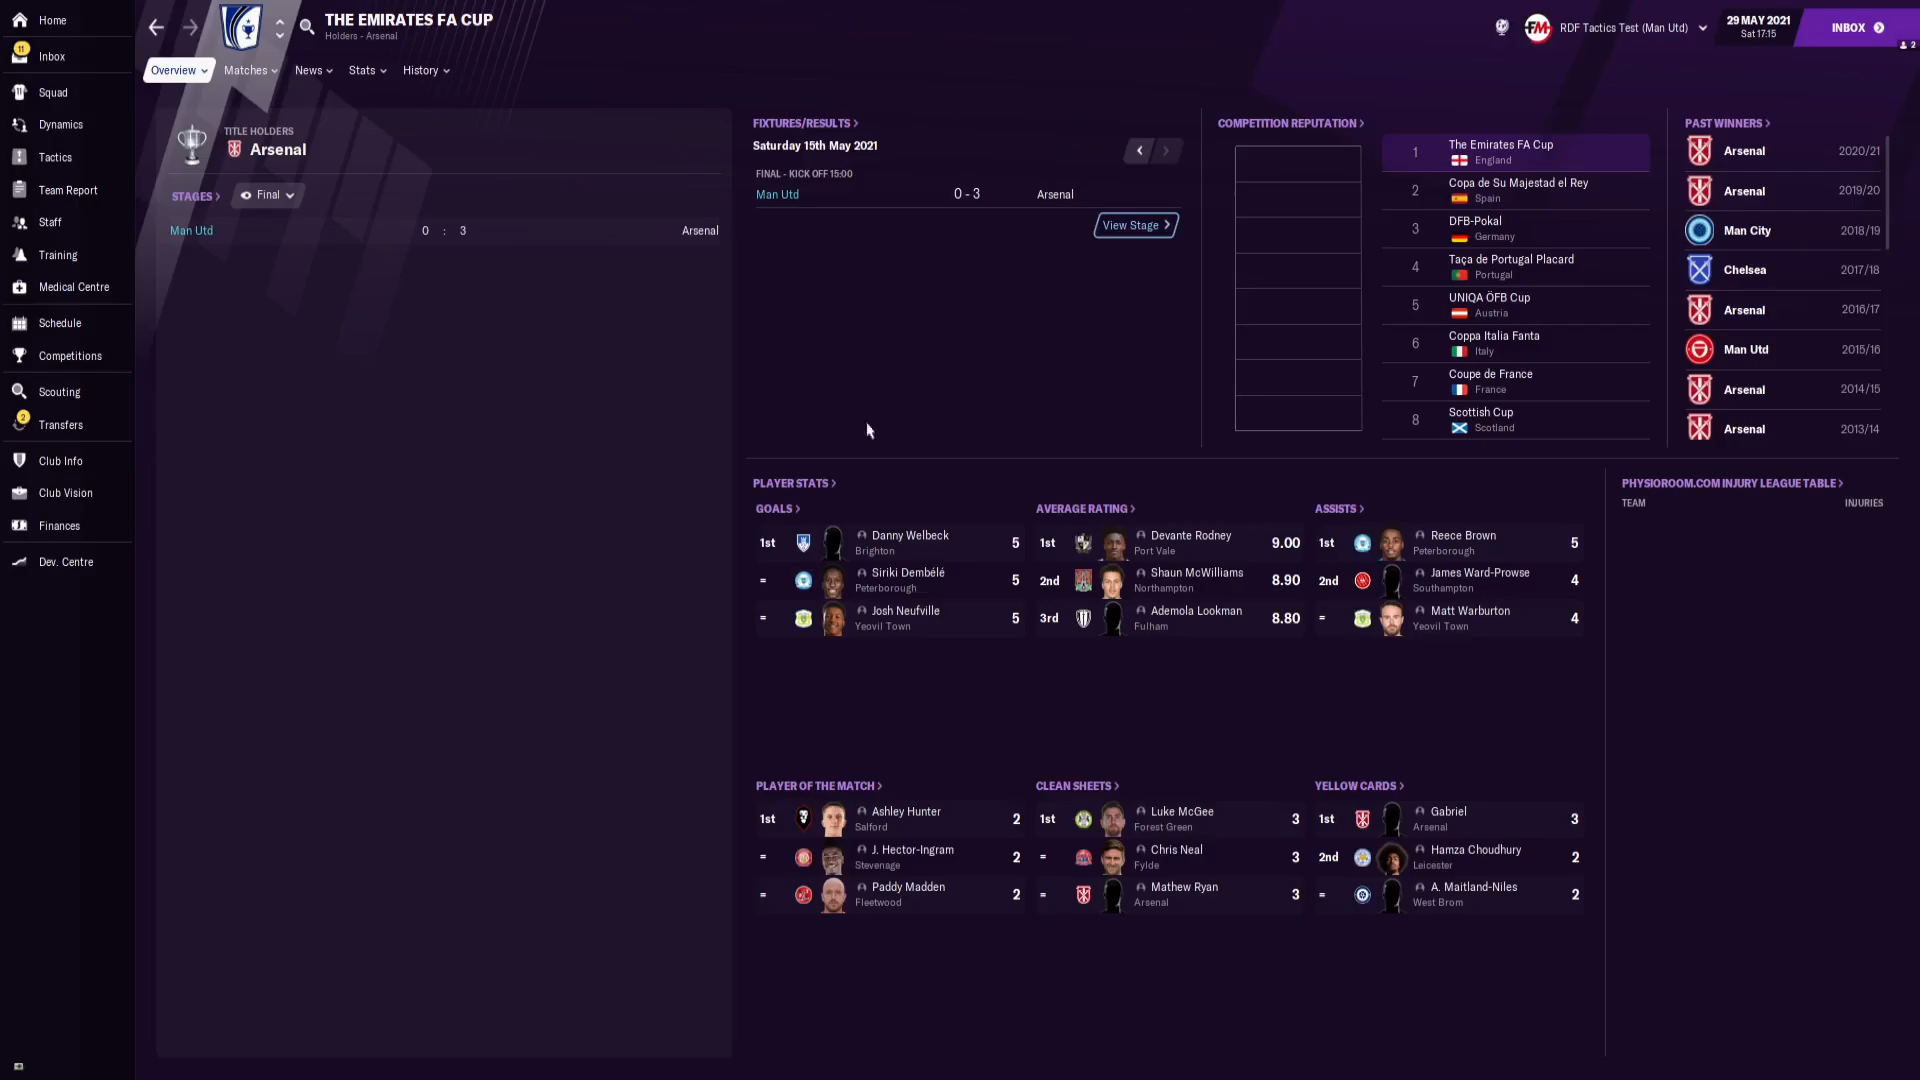 Home
11
Inbox
Squad
Dynamics
Tactics
Team Report
Staff
Training
Medical Centre
Schedule
Competitions
Scouting
2
Transfers
Club Info
Club Vision
Finances
Dev. Centre
THE EMIRATES FA CUP
Holders - Arsenal
FM
RDF Tactics Test (Man Utd)
29 MAY 2021
Sat 17:15
INBOX
2
Overview
Matches
News
Stats
History
TITLE HOLDERS
Arsenal
STAGES >
Final
Man Utd 0 : 3 Arsenal
FIXTURES/RESULTS >
Saturday 15th May 2021
FINAL - KICK OFF 15:00
Man Utd 0 - 3 Arsenal
View Stage >
COMPETITION REPUTATION >
1 The Emirates FA Cup
England
2 Copa de Su Majestad el Rey
Spain
3 DFB-Pokal
Germany
4 Taça de Portugal Placard
Portugal
5 UNIQA ÖFB Cup
Austria
6 Coppa Italia Fanta
Italy
7 Coupe de France
France
8 Scottish Cup
Scotland
PAST WINNERS >
Arsenal 2020/21
Arsenal 2019/20
Man City 2018/19
Chelsea 2017/18
Arsenal 2016/17
Man Utd 2015/16
Arsenal 2014/15
Arsenal 2013/14
PLAYER STATS >
GOALS >
1st Danny Welbeck 5
Brighton
= Siriki Dembélé 5
Peterborough
= Josh Neufville 5
Yeovil Town
AVERAGE RATING >
1st Devante Rodney 9.00
Port Vale
2nd Shaun McWilliams 8.90
Northampton
3rd Ademola Lookman 8.80
Fulham
ASSISTS >
1st Reece Brown 5
Peterborough
2nd James Ward-Prowse 4
Southampton
= Matt Warburton 4
Yeovil Town
PHYSIOROOM.COM INJURY LEAGUE TABLE >
TEAM INJURIES
PLAYER OF THE MATCH >
1st Ashley Hunter 2
Salford
= J. Hector-Ingram 2
Stevenage
= Paddy Madden 2
Fleetwood
CLEAN SHEETS >
1st Luke McGee 3
Forest Green
= Chris Neal 3
Fylde
= Mathew Ryan 3
Arsenal
YELLOW CARDS >
1st Gabriel 3
Arsenal
2nd Hamza Choudhury 2
Leicester
= A. Maitland-Niles 2
West Brom